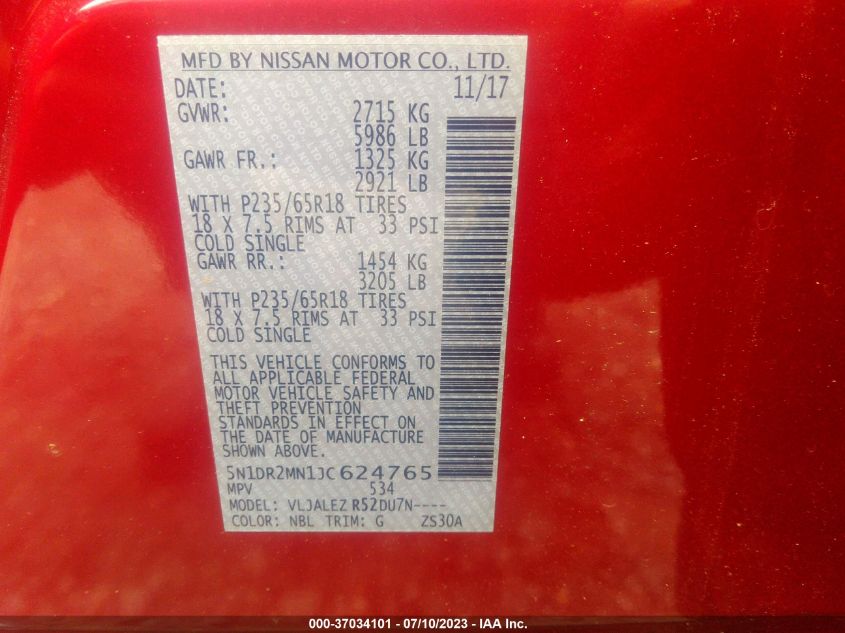 MFD BY NISSAN MOTOR CO., LTD.
DATE: 11/17
GVWR: 2715 KG
5986 LB
GAWR FR.: 1325 KG
2921 LB
WITH P235/65R18 TIRES
18 X 7.5 RIMS AT 33 PSI
COLD SINGLE
GAWR RR.: 1454 KG
3205 LB
WITH P235/65R18 TIRES
18 X 7.5 RIMS AT 33 PSI
COLD SINGLE
THIS VEHICLE CONFORMS TO
ALL APPLICABLE FEDERAL
MOTOR VEHICLE SAFETY AND
THEFT PREVENTION
STANDARDS IN EFFECT ON
THE DATE OF MANUFACTURE
SHOWN ABOVE.
5N1DR2MN1JC624765
MPV 534
MODEL: VLJALEZ R52DU7N----
COLOR: NBL TRIM: G ZS30A
000-37034101 - 07/10/2023 - IAA Inc.